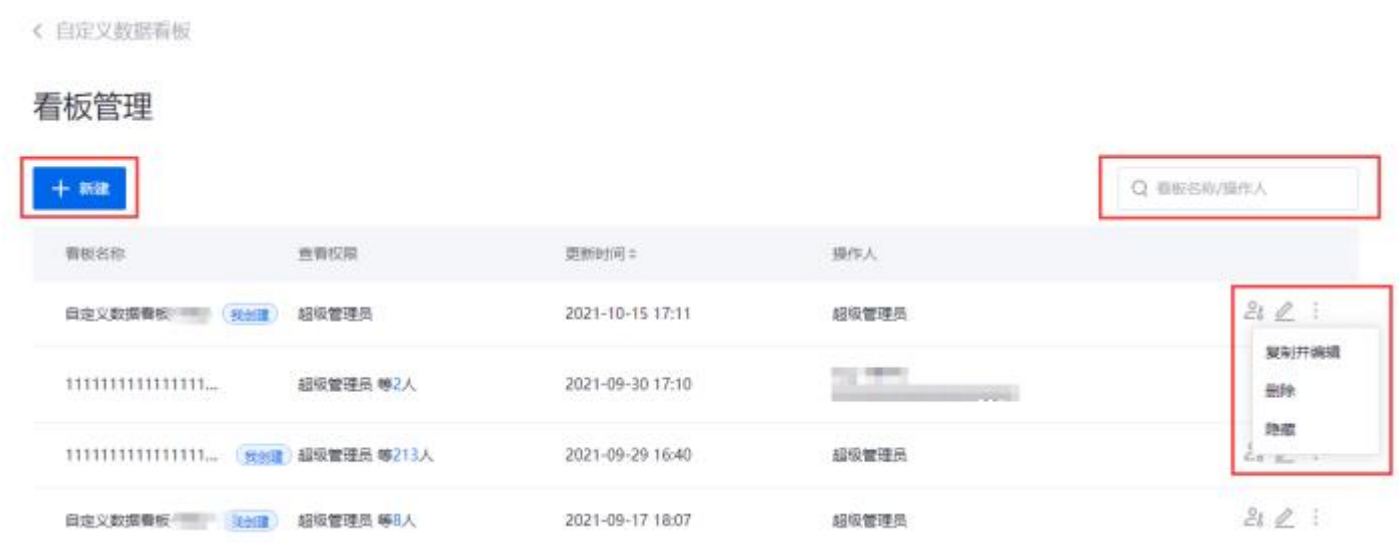 自定义数据看板
看板管理
新建
看板名称/操作人
看板名称 查看权限 更新时间 操作人
自定义数据看板 我创建 超级管理员 2021-10-15 17:11 超级管理员
复制并编辑
1111111111111111... 超级管理员 等2人 2021-09-30 17:10
删除
隐藏
1111111111111111... 我创建 超级管理员 等213人 2021-09-29 16:40 超级管理员
自定义数据看板 我创建 超级管理员 等8人 2021-09-17 18:07 超级管理员